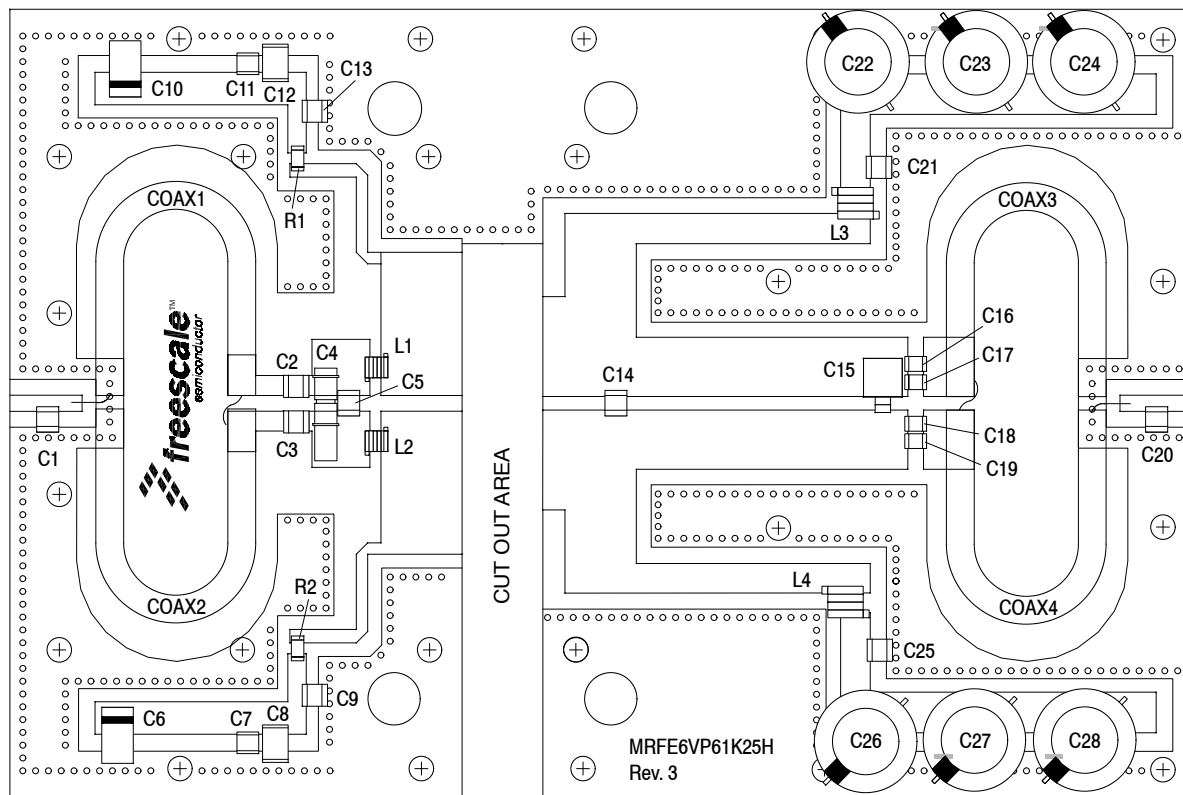 C22
C23
C24
C10
C11
C12
C13
C21
R1
COAX1
COAX3
L3
freescale™
semiconductor
C16
C17
L1
C2
C4
C5
C15
C14
C1
C3
L2
C18
C19
C20
CUT OUT AREA
R2
L4
COAX2
COAX4
C25
C9
C6
C7
C8
MRFE6VP61K25H
Rev. 3
C26
C27
C28